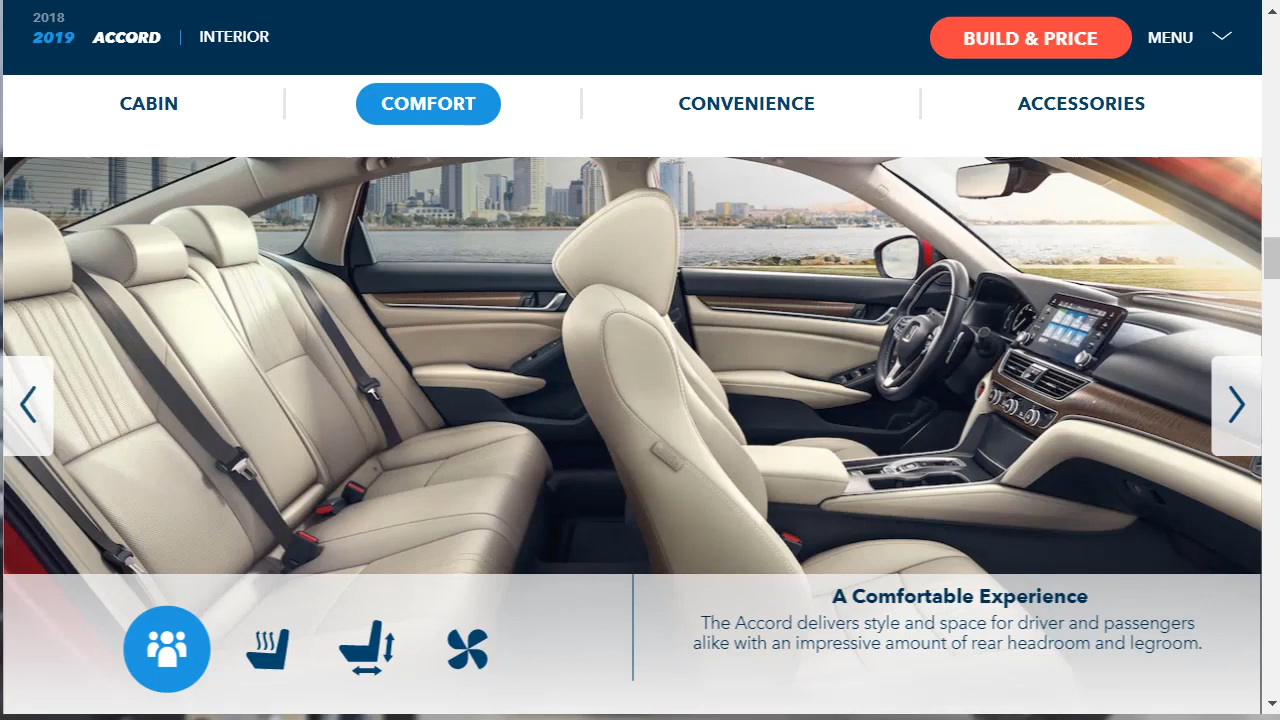 2018
2019 ACCORD | INTERIOR
BUILD & PRICE
MENU
CABIN
COMFORT
CONVENIENCE
ACCESSORIES
A Comfortable Experience
The Accord delivers style and space for driver and passengers
alike with an impressive amount of rear headroom and legroom.